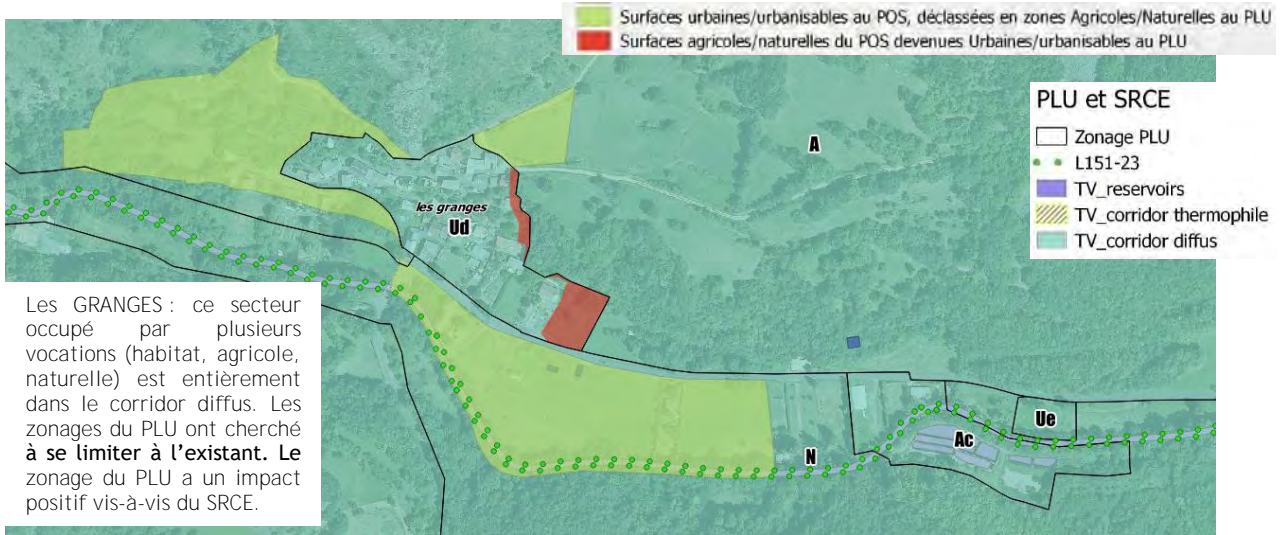 Surfaces urbaines/urbanisables au POS, déclassées en zones Agricoles/Naturelles au PLU
Surfaces agricoles/naturelles du POS devenues Urbaines/urbanisables au PLU
PLU et SRCE
Zonage PLU
L151-23
TV_reservoirs
TV_corridor thermophile
TV_corridor diffus
A
les granges
Ud
Les GRANGES : ce secteur
occupé par plusieurs
vocations (habitat, agricole,
naturelle) est entièrement
dans le corridor diffus. Les
zonages du PLU ont cherché
à se limiter à l'existant. Le
zonage du PLU a un impact
positif vis-à-vis du SRCE.
N
Ac
Ue